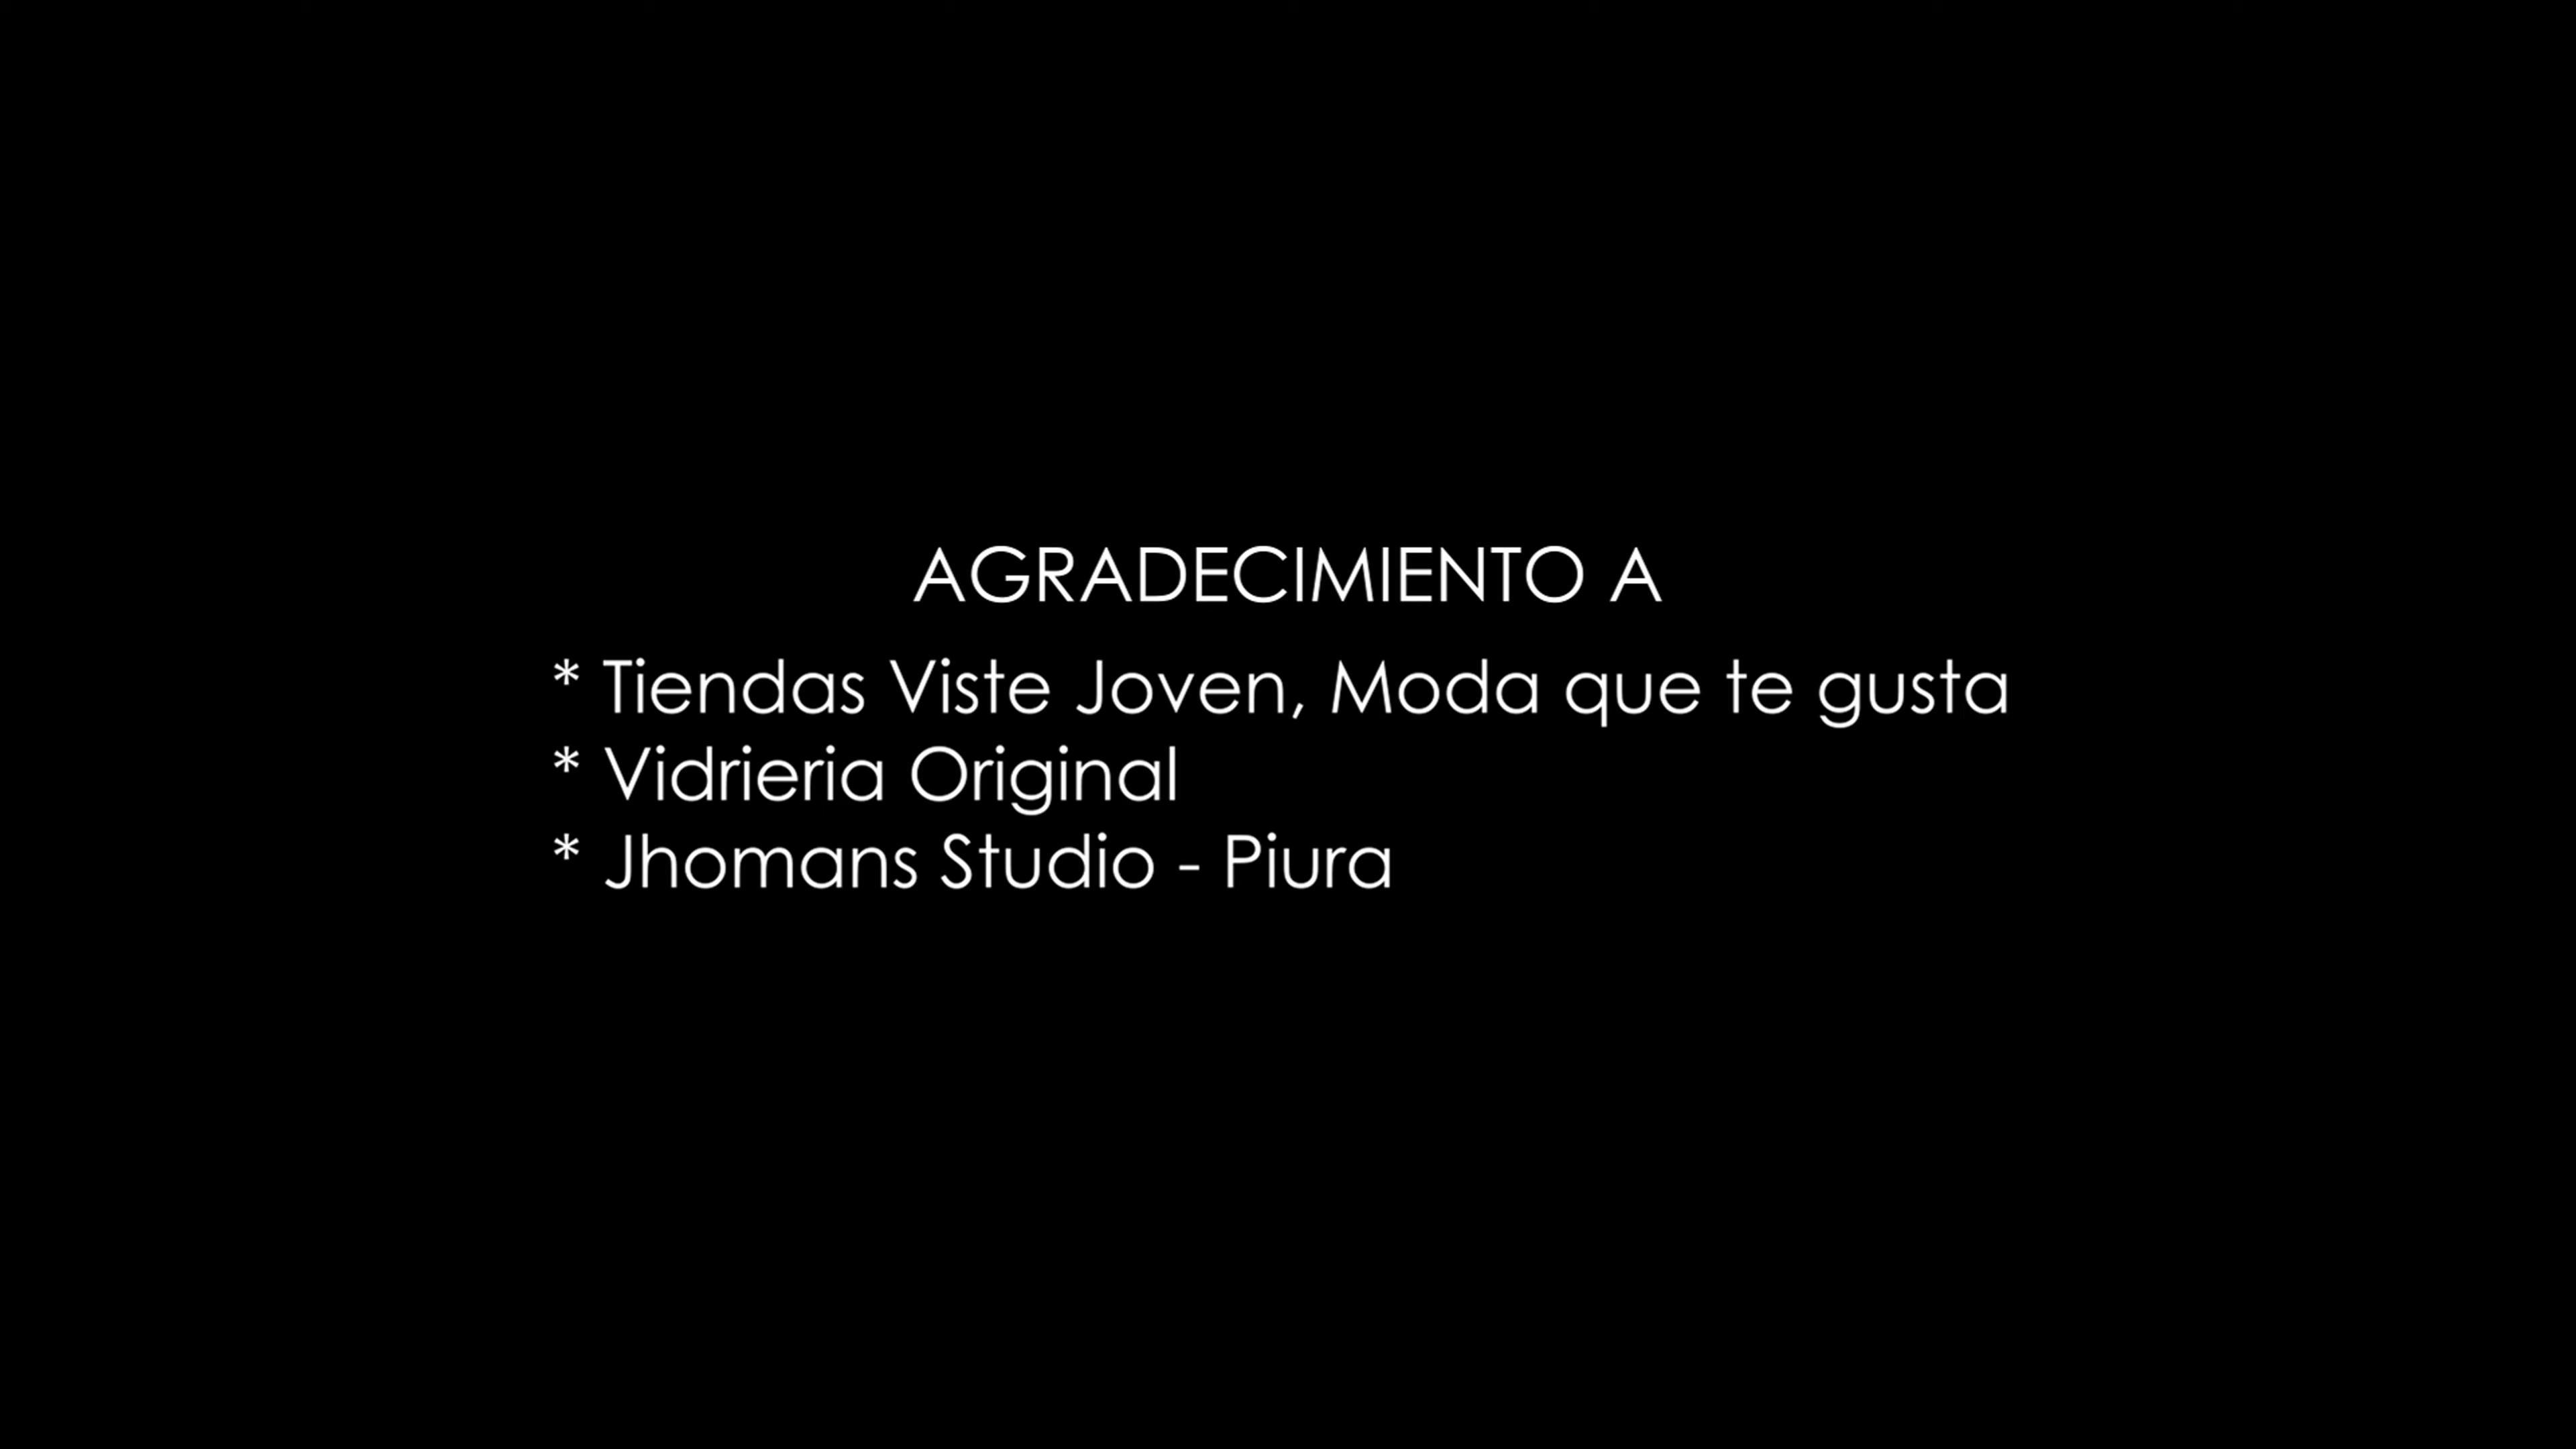 AGRADECIMIENTO A
* Tiendas Viste Joven, Moda que te gusta
* Vidrieria Original
* Jhomans Studio - Piura